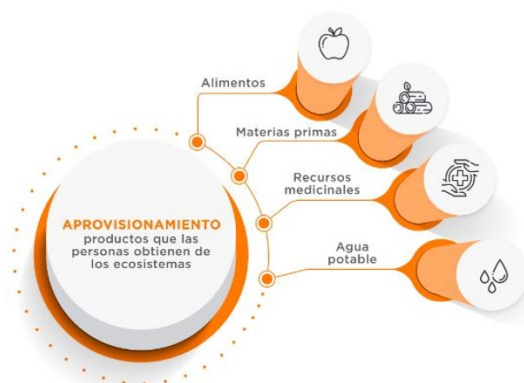 Alimentos
Materias primas
Recursos
medicinales
Agua
potable
APROVISIONAMIENTO
productos que las
personas obtienen de
los ecosistemas